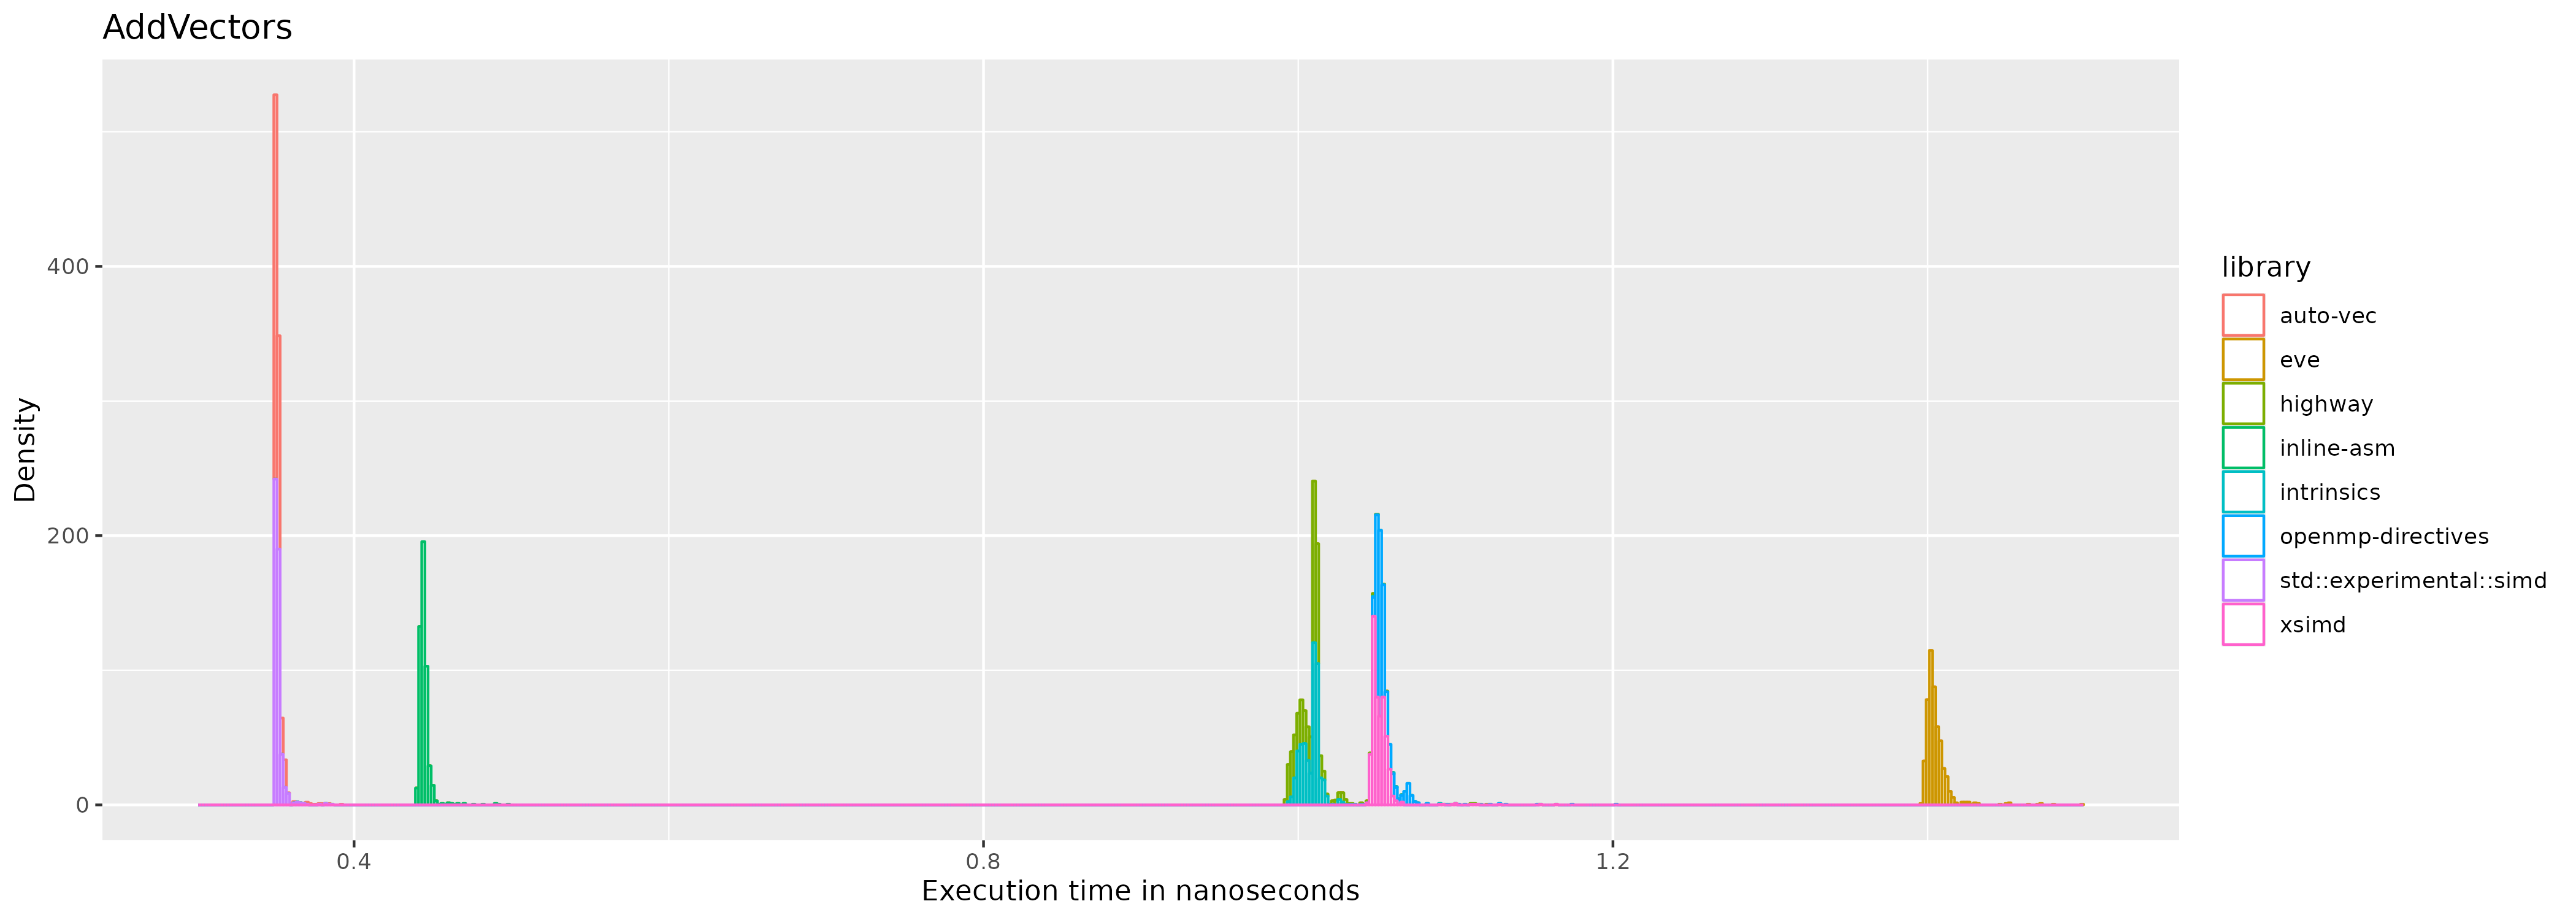 AddVectors
Density
400
200
0
0.4
0.8
1.2
Execution time in nanoseconds
library
auto-vec
eve
highway
inline-asm
intrinsics
openmp-directives
std::experimental::simd
xsimd